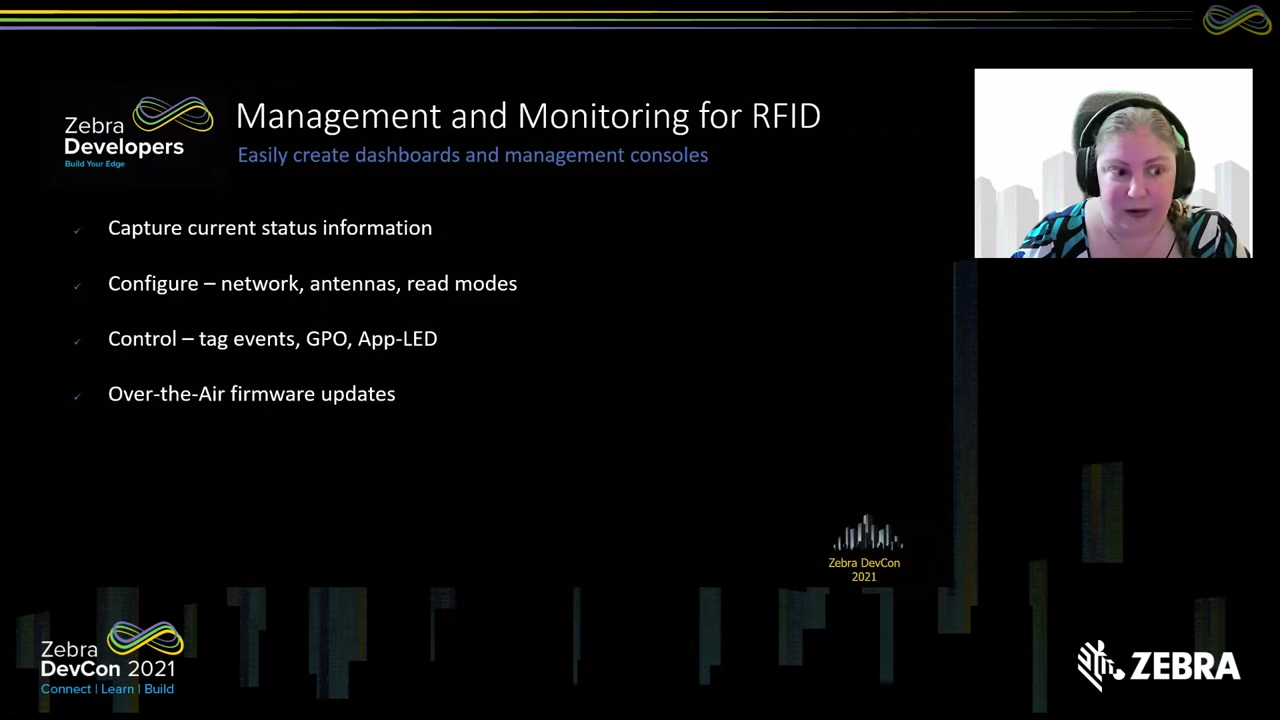 Zebra
Developers
Build Your Edge
Management and Monitoring for RFID
Easily create dashboards and management consoles
Capture current status information
Configure – network, antennas, read modes
Control – tag events, GPO, App-LED
Over-the-Air firmware updates
Zebra DevCon
2021
Zebra
DevCon 2021
Connect | Learn | Build
ZEBRA